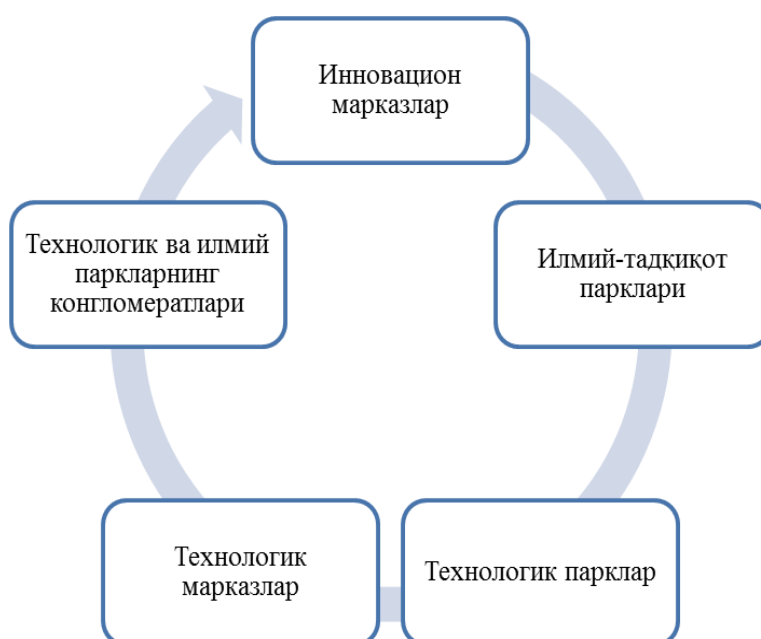 Инновацион
марказлар
Илмий-тадқиқот
парклари
Технологик парклар
Технологик
марказлар
Технологик ва илмий
паркларнинг
конгломератлари